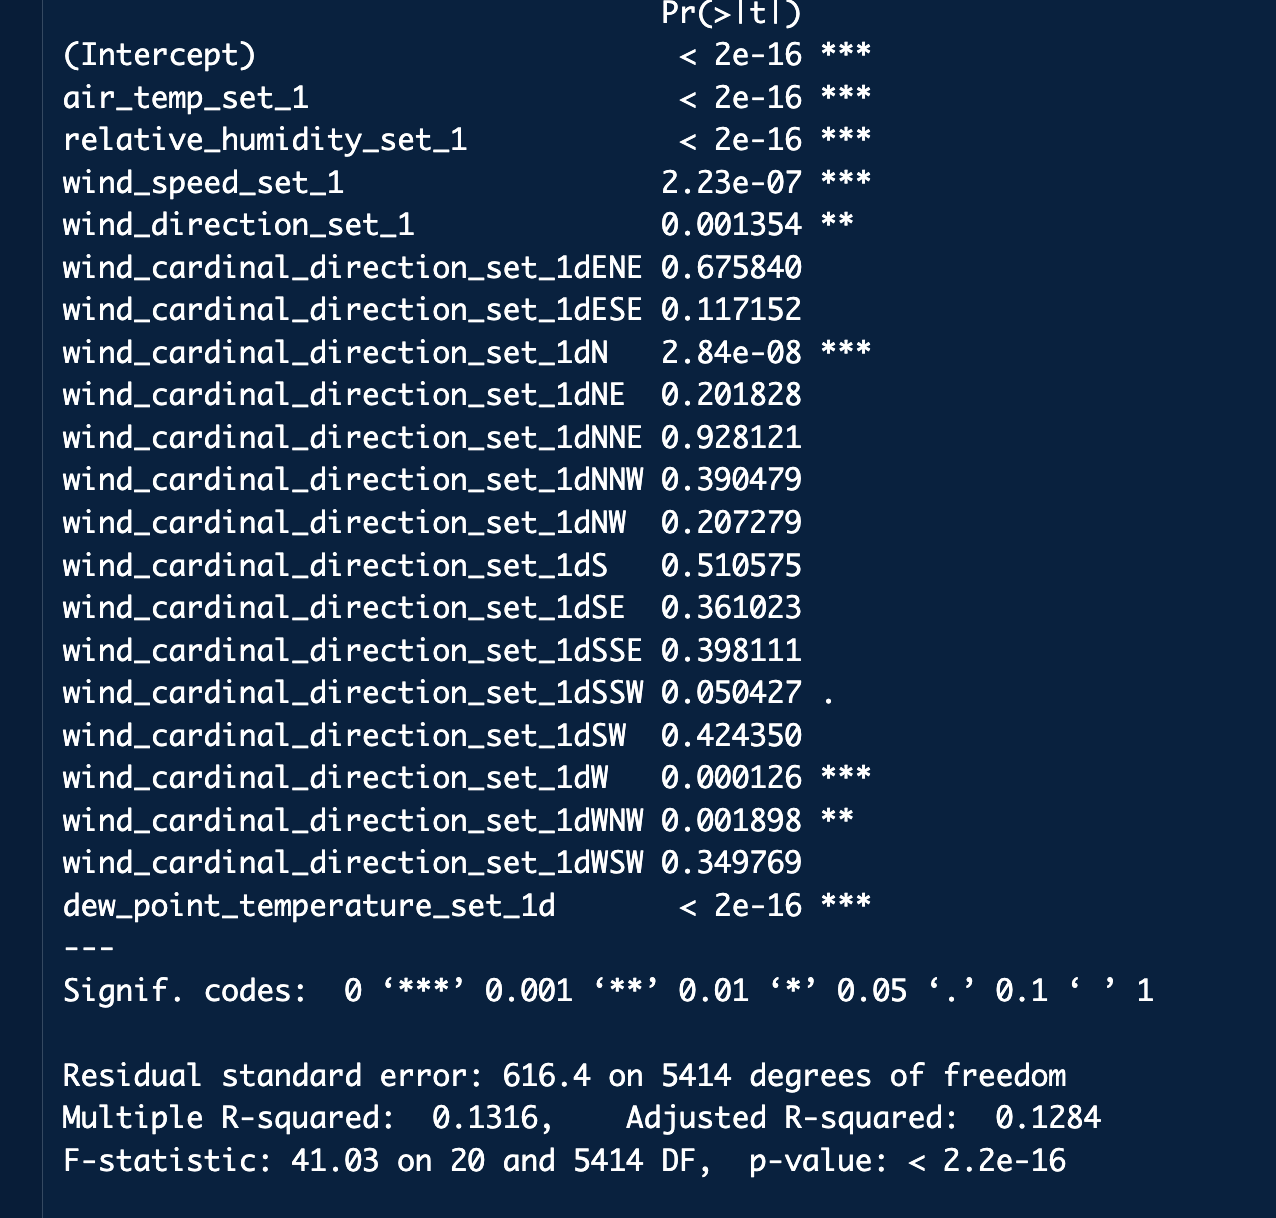 Pr(>|t|)
(Intercept) < 2e-16 ***
air_temp_set_1 < 2e-16 ***
relative_humidity_set_1 < 2e-16 ***
wind_speed_set_1 2.23e-07 ***
wind_direction_set_1 0.001354 **
wind_cardinal_direction_set_1dENE 0.675840
wind_cardinal_direction_set_1dESE 0.117152
wind_cardinal_direction_set_1dN 2.84e-08 ***
wind_cardinal_direction_set_1dNE 0.201828
wind_cardinal_direction_set_1dNNE 0.928121
wind_cardinal_direction_set_1dNNW 0.390479
wind_cardinal_direction_set_1dNW 0.207279
wind_cardinal_direction_set_1dS 0.510575
wind_cardinal_direction_set_1dSE 0.361023
wind_cardinal_direction_set_1dSSE 0.398111
wind_cardinal_direction_set_1dSSW 0.050427 .
wind_cardinal_direction_set_1dSW 0.424350
wind_cardinal_direction_set_1dW 0.000126 ***
wind_cardinal_direction_set_1dWNW 0.001898 **
wind_cardinal_direction_set_1dWSW 0.349769
dew_point_temperature_set_1d < 2e-16 ***
---
Signif. codes:  0 ‘***’ 0.001 ‘**’ 0.01 ‘*’ 0.05 ‘.’ 0.1 ‘ ’ 1
Residual standard error: 616.4 on 5414 degrees of freedom
Multiple R-squared:  0.1316,    Adjusted R-squared:  0.1284
F-statistic: 41.03 on 20 and 5414 DF,  p-value: < 2.2e-16